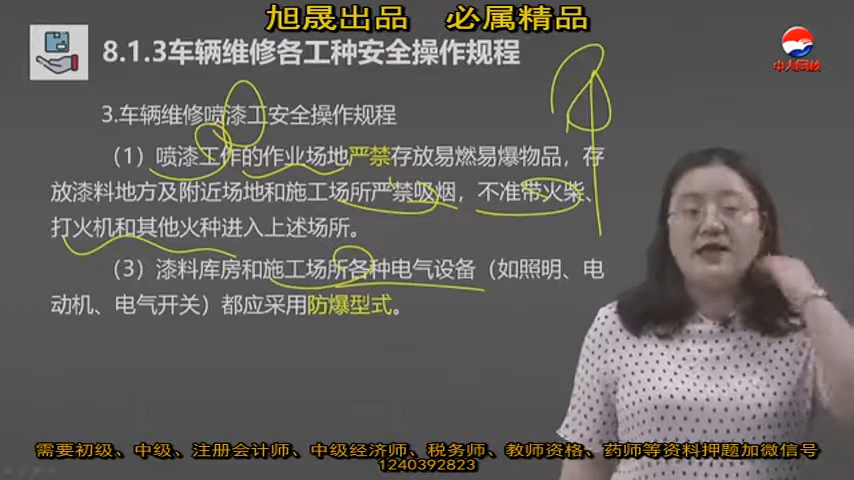 旭晟出品 必属精品
8.1.3车辆维修各工种安全操作规程
中大网校
3.车辆维修喷漆工安全操作规程
（1）喷漆工作的作业场地严禁存放易燃易爆物品，存
放漆料地方及附近场地和施工场所严禁吸烟，不准带火柴、
打火机和其他火种进入上述场所。
（3）漆料库房和施工场所各种电气设备（如照明、电
动机、电气开关）都应采用防爆型式。
需要初级、中级、注册会计师、中级经济师、税务师、教师资格、药师等资料押题加微信号
1240392823